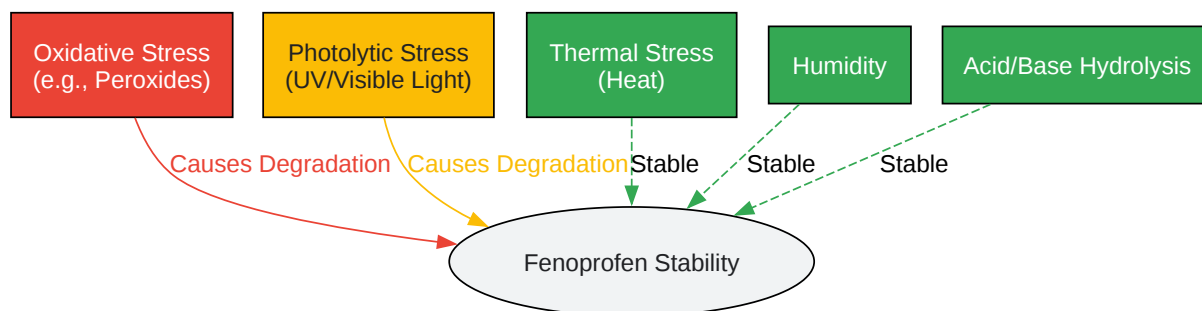 Oxidative Stress
(e.g., Peroxides)
Photolytic Stress
(UV/Visible Light)
Thermal Stress
(Heat)
Humidity
Acid/Base Hydrolysis
Causes Degradation
Causes Degradation
Stable
Stable
Stable
Fenoprofen Stability